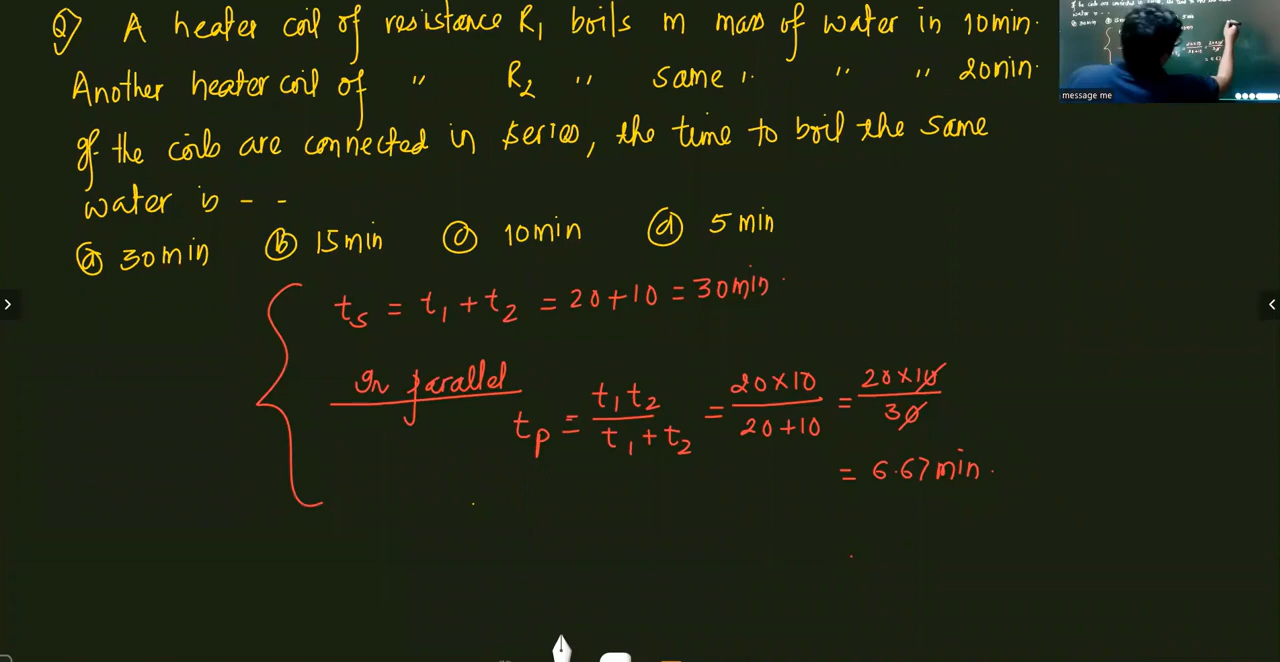 Q) A heater coil of resistance R₁ boils m mass of water in 10min.
Another heater coil of " R₂ " same " " " 20min.
If the coils are connected in series, the time to boil the same
water is - -
(a) 30min (b) 15min (c) 10min (d) 5min
tₛ = t₁ + t₂ = 20+10 = 30min.
In parallel
tₚ = t₁t₂ / t₁+t₂ = 20×10 / 20+10 = 20×10 / 30
= 6.67min.
message me